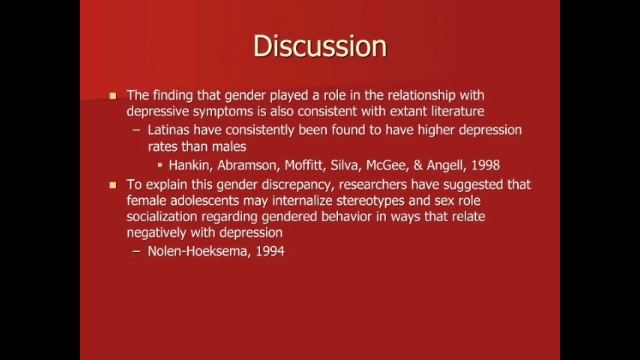 Discussion
▪ The finding that gender played a role in the relationship with
depressive symptoms is also consistent with extant literature
– Latinas have consistently been found to have higher depression
rates than males
▪ Hankin, Abramson, Moffitt, Silva, McGee, & Angell, 1998
▪ To explain this gender discrepancy, researchers have suggested that
female adolescents may internalize stereotypes and sex role
socialization regarding gendered behavior in ways that relate
negatively with depression
– Nolen-Hoeksema, 1994